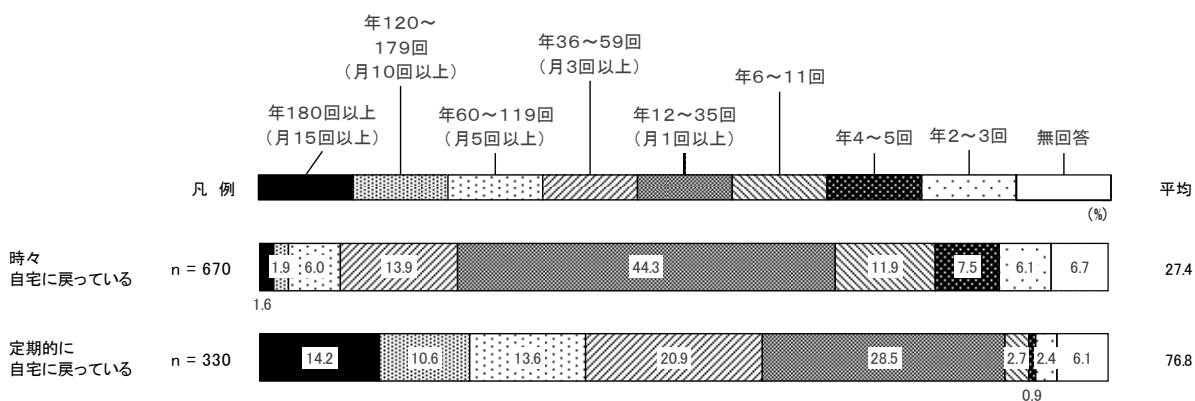 年120～
179回
(月10回以上)
年36～59回
(月3回以上)
年6～11回
年180回以上
(月15回以上)
年60～119回
(月5回以上)
年12～35回
(月1回以上)
年4～5回
年2～3回
無回答
凡 例
平均
(%)
時々
自宅に戻っている
n = 670
1.9 6.0 13.9 44.3 11.9 7.5 6.1 6.7
27.4
1.6
定期的に
自宅に戻っている
n = 330
14.2 10.6 13.6 20.9 28.5 2.7 2.4 6.1
76.8
0.9